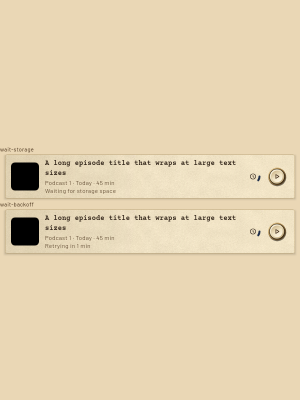 wait-storage
A long episode title that wraps at large text
sizes
Podcast 1 · Today · 45 min
Waiting for storage space
wait-backoff
A long episode title that wraps at large text
sizes
Podcast 1 · Today · 45 min
Retrying in 1 min